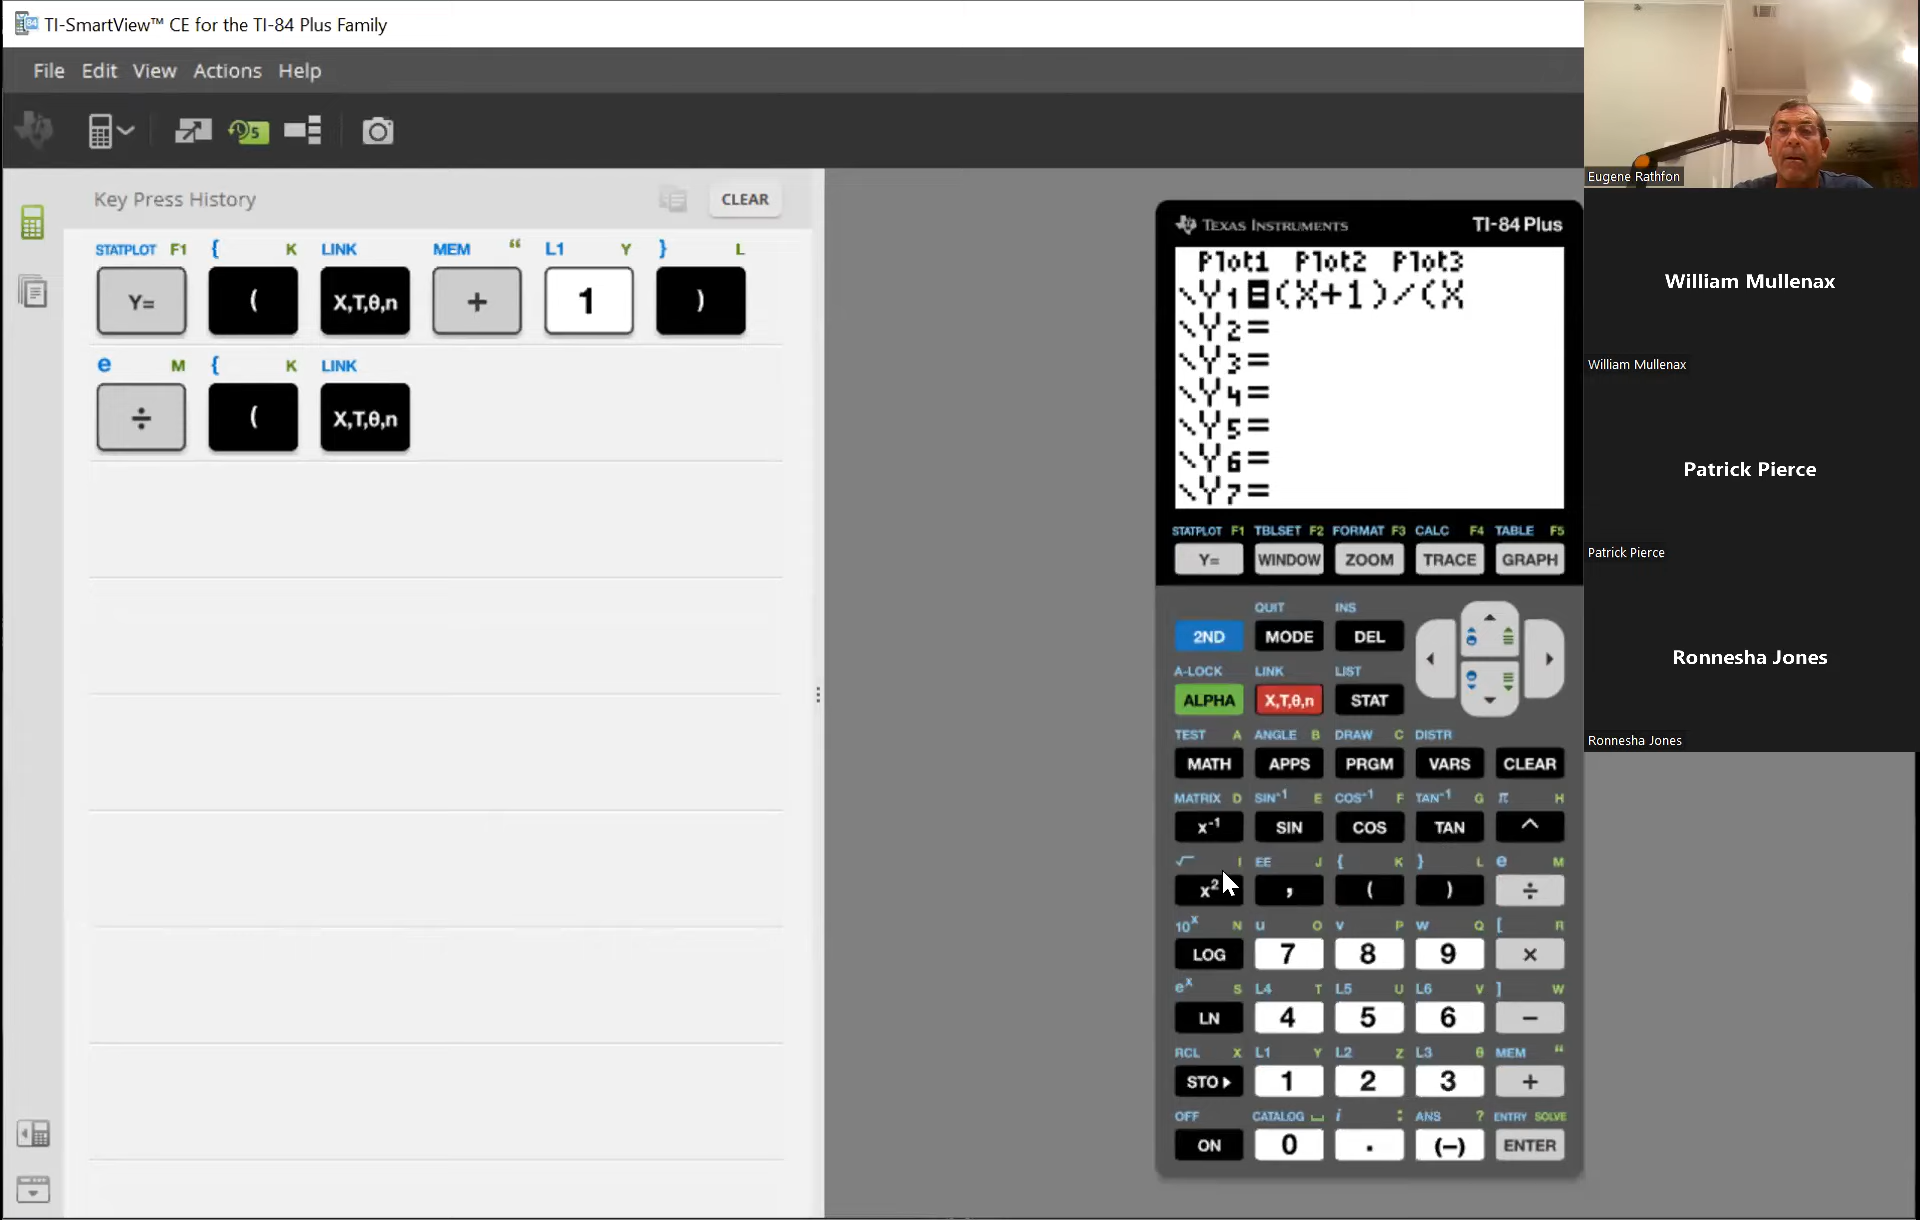 TI-SmartView™ CE for the TI-84 Plus Family
File Edit View Actions Help
5
Key Press History
CLEAR
STATPLOT F1 { K LINK MEM “ L1 Y } L
Y= ( X,T,θ,n + 1 )
e M { K LINK
÷ ( X,T,θ,n
TEXAS INSTRUMENTS TI-84 Plus
Plot1 Plot2 Plot3
\Y1=(X+1)/(X
\Y2=
\Y3=
\Y4=
\Y5=
\Y6=
\Y7=
STATPLOT F1 TBLSET F2 FORMAT F3 CALC F4 TABLE F5
Y= WINDOW ZOOM TRACE GRAPH
QUIT INS
2ND MODE DEL
A-LOCK LINK LIST
ALPHA X,T,θ,n STAT
TEST A ANGLE B DRAW C DISTR
MATH APPS PRGM VARS CLEAR
MATRIX D SIN⁻¹ E COS⁻¹ F TAN⁻¹ G π H
x⁻¹ SIN COS TAN ^
√ I EE J { K } L e M
x² , ( ) ÷
10ˣ N u O v P w Q [ R
LOG 7 8 9 ×
eˣ S L4 T L5 U L6 V ] W
LN 4 5 6 −
RCL X L1 Y L2 Z L3 θ MEM “
STO▸ 1 2 3 +
OFF CATALOG ⎵ i : ANS ? ENTRY SOLVE
ON 0 . (−) ENTER
Eugene Rathfon
William Mullenax
William Mullenax
Patrick Pierce
Patrick Pierce
Ronnesha Jones
Ronnesha Jones